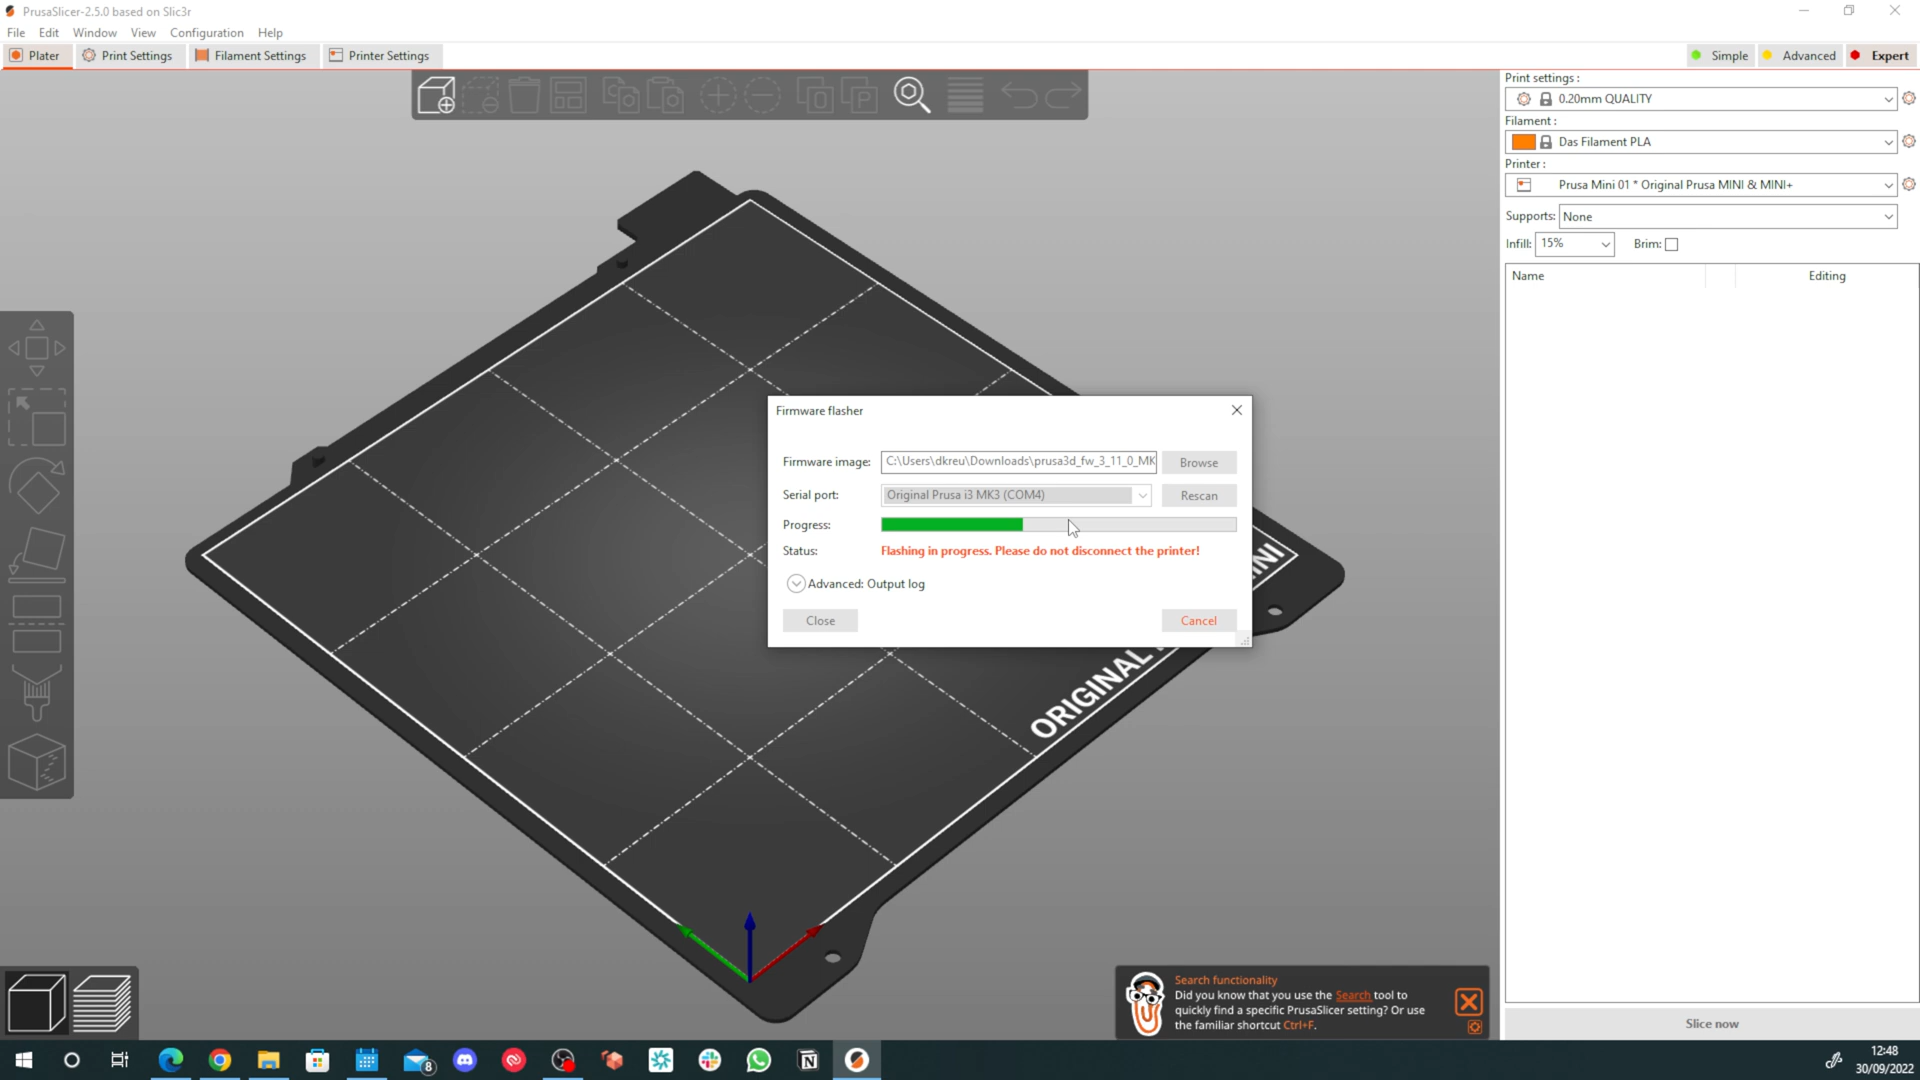 PrusaSlicer-2.5.0 based on Slic3r
File Edit Window View Configuration Help
Plater Print Settings Filament Settings Printer Settings
Simple Advanced Expert
Print settings :
0.20mm QUALITY
Filament :
Das Filament PLA
Printer :
Prusa Mini 01 * Original Prusa MINI & MINI+
Supports: None
Infill: 15% Brim:
Name Editing
Firmware flasher
Firmware image: C:\Users\dkreu\Downloads\prusa3d_fw_3_11_0_MK Browse
Serial port: Original Prusa i3 MK3 (COM4) Rescan
Progress:
Status: Flashing in progress. Please do not disconnect the printer!
Advanced: Output log
Close Cancel
ORIGINAL
INI
Search functionality
Did you know that you use the Search tool to
quickly find a specific PrusaSlicer setting? Or use
the familiar shortcut Ctrl+F.
Slice now
8
12:48
30/09/2022